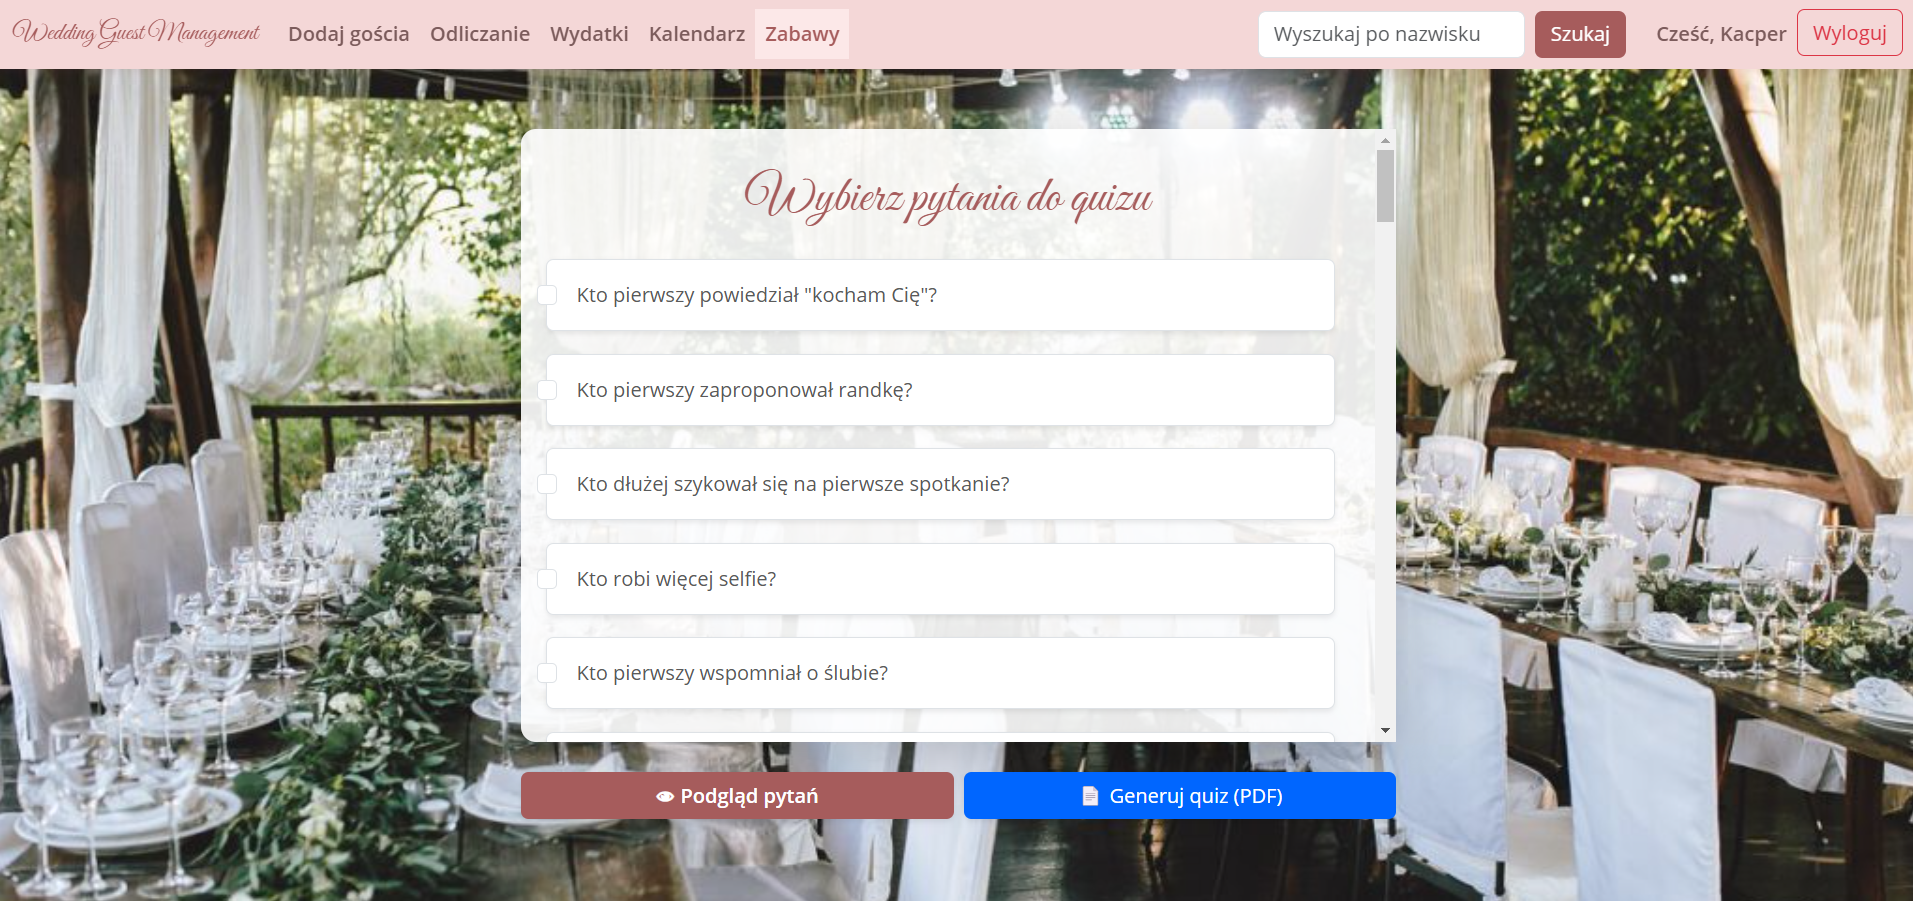 Wedding Guest Management Dodaj gościa Odliczanie Wydatki Kalendarz Zabawy Wyszukaj po nazwisku Szukaj Cześć, Kacper Wyloguj
Wybierz pytania do quizu
Kto pierwszy powiedział "kocham Cię"?
Kto pierwszy zaproponował randkę?
Kto dłużej szykował się na pierwsze spotkanie?
Kto robi więcej selfie?
Kto pierwszy wspomniał o ślubie?
Podgląd pytań Generuj quiz (PDF)